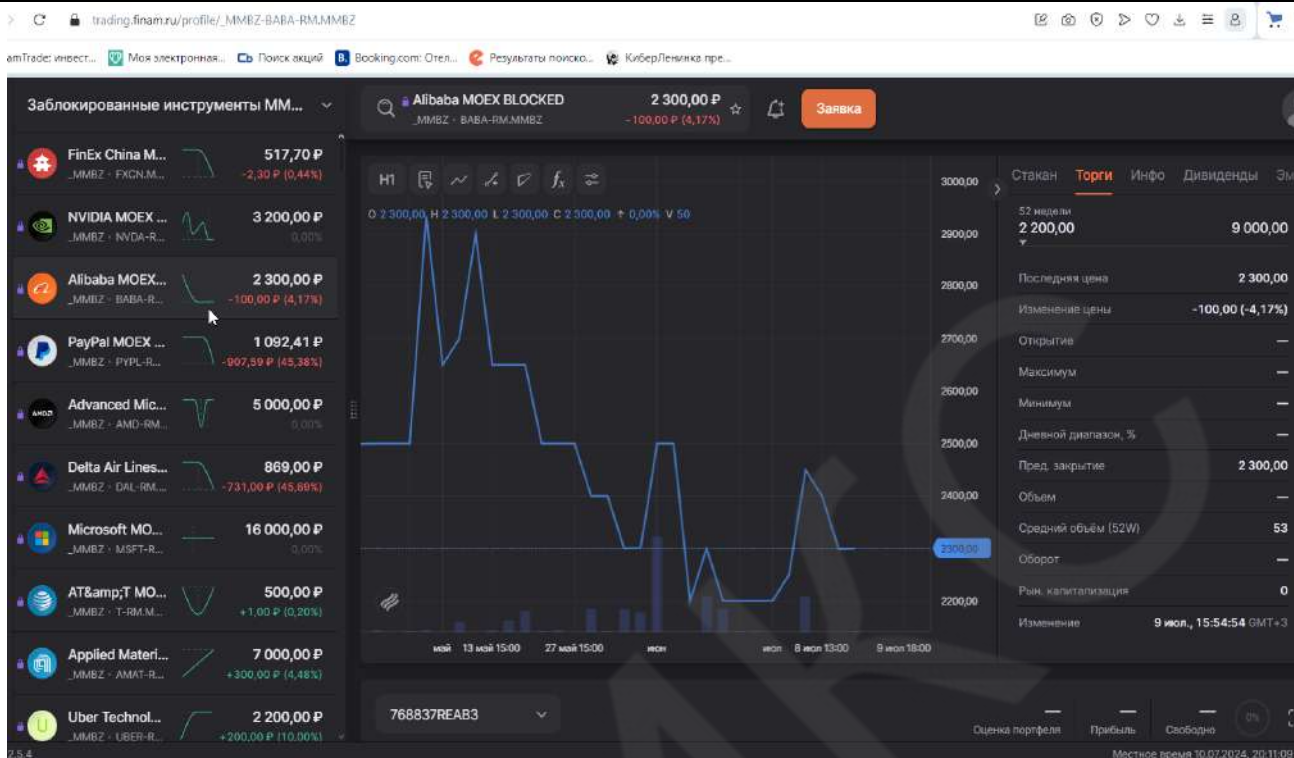 trading.finam.ru/profile/_MMBZ-BABA-RM.MMBZ
amTrade: инвест... Моя электронная... Поиск акций Booking.com: Отел... Результаты поиско... КиберЛенинка пре...
Заблокированные инструменты ММ...
Alibaba MOEX BLOCKED 2 300,00 ₽
_MMBZ · BABA-RM.MMBZ -100,00 ₽ (4,17%)
Заявка
FinEx China M... 517,70 ₽
_MMBZ · FXCN.M... -2,30 ₽ (0,44%)
NVIDIA MOEX ... 3 200,00 ₽
_MMBZ · NVDA-R... 0,00%
Alibaba MOEX... 2 300,00 ₽
_MMBZ · BABA-R... -100,00 ₽ (4,17%)
PayPal MOEX ... 1 092,41 ₽
_MMBZ · PYPL-R... -907,59 ₽ (45,38%)
AMD
Advanced Mic... 5 000,00 ₽
_MMBZ · AMD-RM... 0,00%
Delta Air Lines... 869,00 ₽
_MMBZ · DAL-RM... -731,00 ₽ (45,69%)
Microsoft MO... 16 000,00 ₽
_MMBZ · MSFT-R... 0,00%
AT&amp;T MO... 500,00 ₽
_MMBZ · T-RM.M... +1,00 ₽ (0,20%)
Applied Materi... 7 000,00 ₽
_MMBZ · AMAT-R... +300,00 ₽ (4,48%)
Uber Technol... 2 200,00 ₽
_MMBZ · UBER-R... +200,00 ₽ (10,00%)
2.5.4
H1
O 2 300,00 H 2 300,00 L 2 300,00 C 2 300,00 0,00% V 50
3000,00
2900,00
2800,00
2700,00
2600,00
2500,00
2400,00
2300,00
2200,00
май 13 май 15:00 27 май 15:00 июн июл 8 июл 13:00 9 июл 18:00
Стакан Торги Инфо Дивиденды Эм
52 недели
2 200,00 9 000,00
Последняя цена 2 300,00
Изменение цены -100,00 (-4,17%)
Открытие —
Максимум —
Минимум —
Дневной диапазон, % —
Пред. закрытие 2 300,00
Объем —
Средний объём (52W) 53
Оборот —
Рын. капитализация 0
Изменение 9 июл., 15:54:54 GMT+3
768837REAB3
Оценка портфеля Прибыль Свободно
0%
Местное время 10.07.2024, 20:11:09